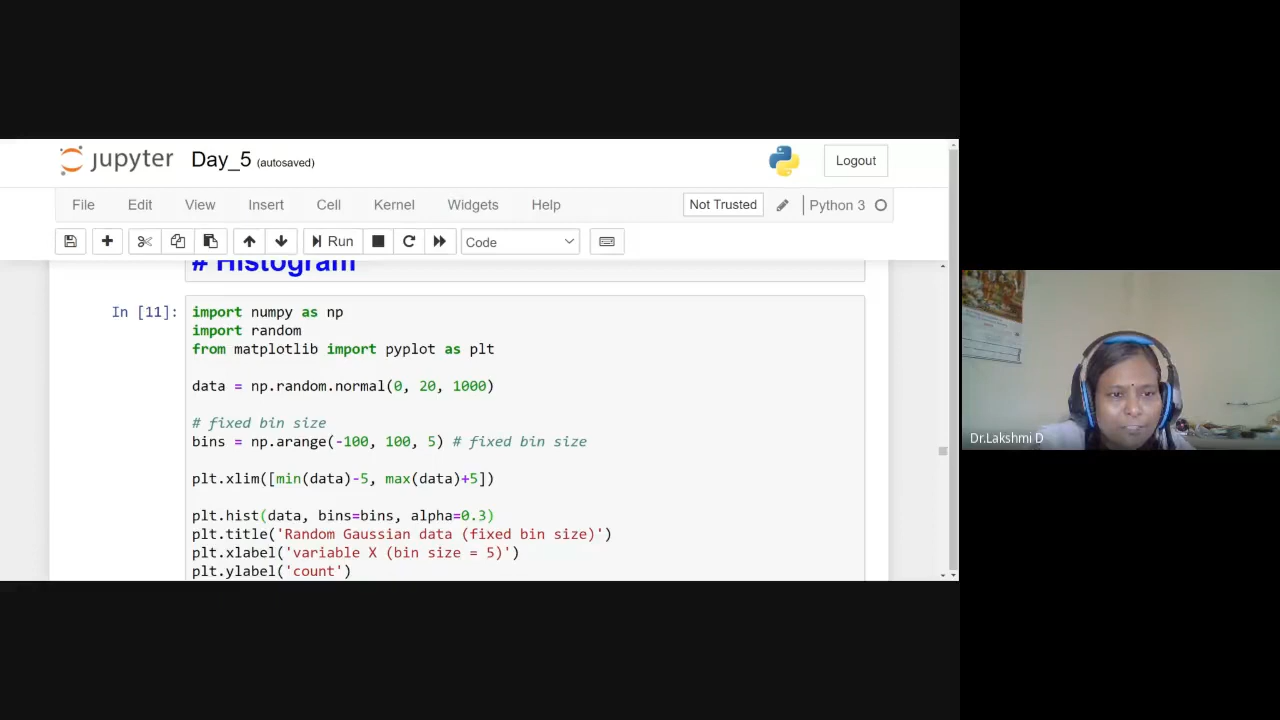 jupyter Day_5 (autosaved)
Logout
File Edit View Insert Cell Kernel Widgets Help Not Trusted Python 3
Run Code
# Histogram
In [11]:
import numpy as np
import random
from matplotlib import pyplot as plt
data = np.random.normal(0, 20, 1000)
# fixed bin size
bins = np.arange(-100, 100, 5) # fixed bin size
plt.xlim([min(data)-5, max(data)+5])
plt.hist(data, bins=bins, alpha=0.3)
plt.title('Random Gaussian data (fixed bin size)')
plt.xlabel('variable X (bin size = 5)')
plt.ylabel('count')
Dr.Lakshmi D